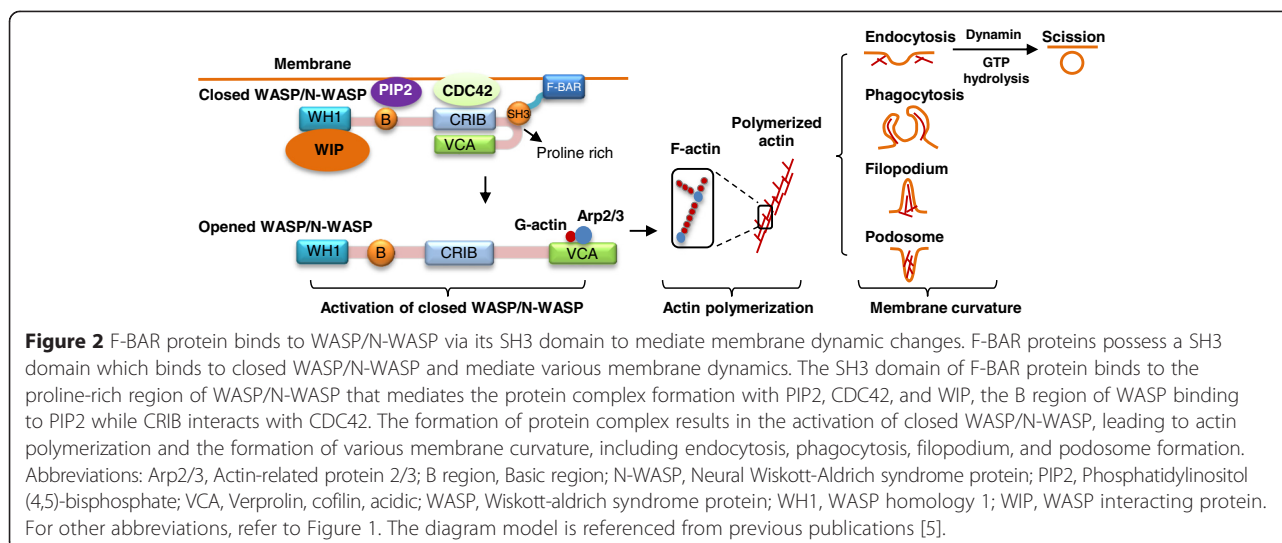 Membrane
Closed WASP/N-WASP
PIP2
CDC42
F-BAR
WH1
B
CRIB
SH3
WIP
VCA
Proline rich
Opened WASP/N-WASP
G-actin
Arp2/3
WH1
B
CRIB
VCA
Activation of closed WASP/N-WASP
F-actin
Polymerized
actin
Actin polymerization
Endocytosis
Dynamin
GTP
hydrolysis
Scission
Phagocytosis
Filopodium
Podosome
Membrane curvature
Figure 2 F-BAR protein binds to WASP/N-WASP via its SH3 domain to mediate membrane dynamic changes. F-BAR proteins possess a SH3
domain which binds to closed WASP/N-WASP and mediate various membrane dynamics. The SH3 domain of F-BAR protein binds to the
proline-rich region of WASP/N-WASP that mediates the protein complex formation with PIP2, CDC42, and WIP, the B region of WASP binding
to PIP2 while CRIB interacts with CDC42. The formation of protein complex results in the activation of closed WASP/N-WASP, leading to actin
polymerization and the formation of various membrane curvature, including endocytosis, phagocytosis, filopodium, and podosome formation.
Abbreviations: Arp2/3, Actin-related protein 2/3; B region, Basic region; N-WASP, Neural Wiskott-Aldrich syndrome protein; PIP2, Phosphatidylinositol
(4,5)-bisphosphate; VCA, Verprolin, cofilin, acidic; WASP, Wiskott-aldrich syndrome protein; WH1, WASP homology 1; WIP, WASP interacting protein.
For other abbreviations, refer to Figure 1. The diagram model is referenced from previous publications [5].